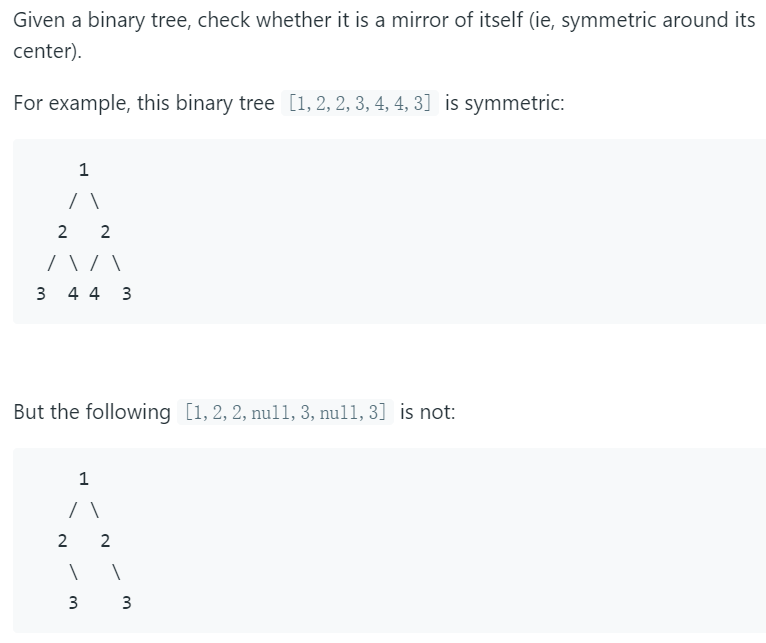 Given a binary tree, check whether it is a mirror of itself (ie, symmetric around its
center).
For example, this binary tree [1, 2, 2, 3, 4, 4, 3] is symmetric:
    1
   / \
  2   2
 / \ / \
3  4 4  3
But the following [1, 2, 2, null, 3, null, 3] is not:
    1
   / \
  2   2
   \   \
   3    3